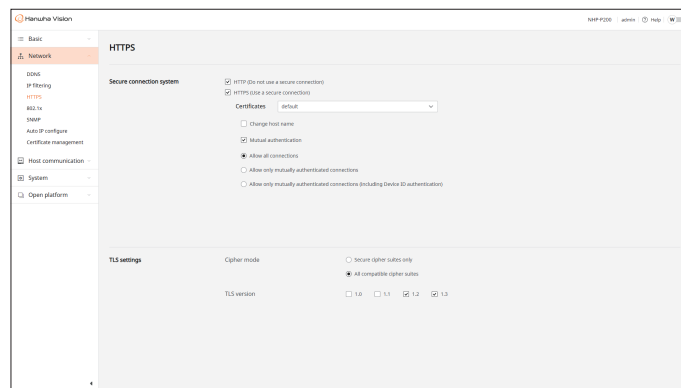 Hanwha Vision
NHP-P200 admin Help W
Basic
Network
DDNS
IP filtering
HTTPS
802.1x
SNMP
Auto IP configure
Certificate management
Host communication
System
Open platform
HTTPS
Secure connection system
HTTP (Do not use a secure connection)
HTTPS (Use a secure connection)
Certificates default
Change host name
Mutual authentication
Allow all connections
Allow only mutually authenticated connections
Allow only mutually authenticated connections (Including Device ID authentication)
TLS settings
Cipher mode
Secure cipher suites only
All compatible cipher suites
TLS version 1.0 1.1 1.2 1.3